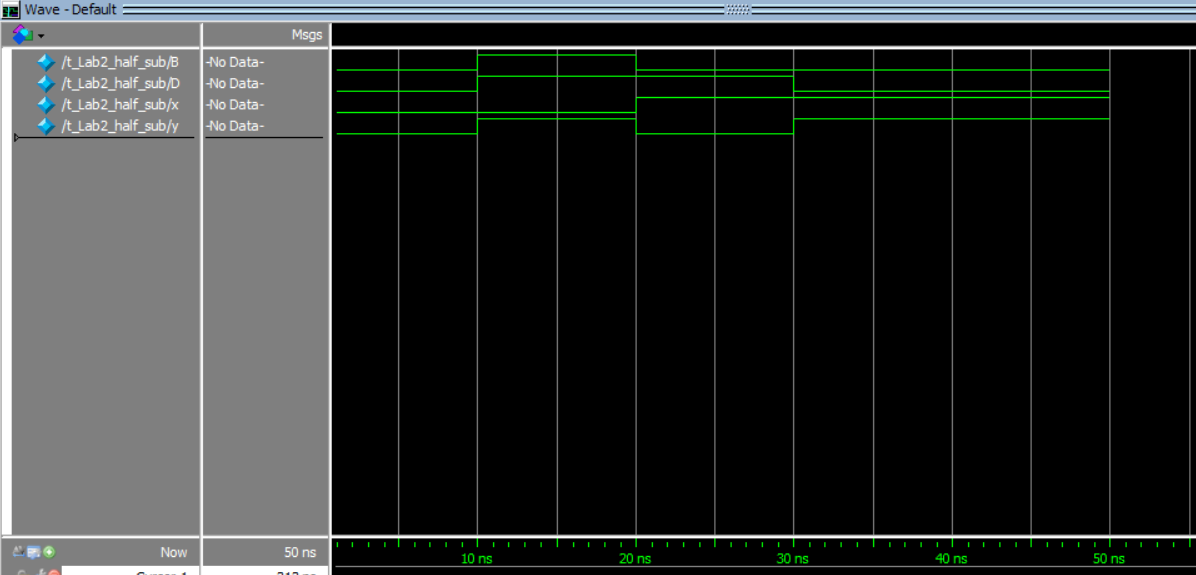 Wave - Default
Msgs
/t_Lab2_half_sub/B -No Data-
/t_Lab2_half_sub/D -No Data-
/t_Lab2_half_sub/x -No Data-
/t_Lab2_half_sub/y -No Data-
Now 50 ns 10 ns 20 ns 30 ns 40 ns 50 ns